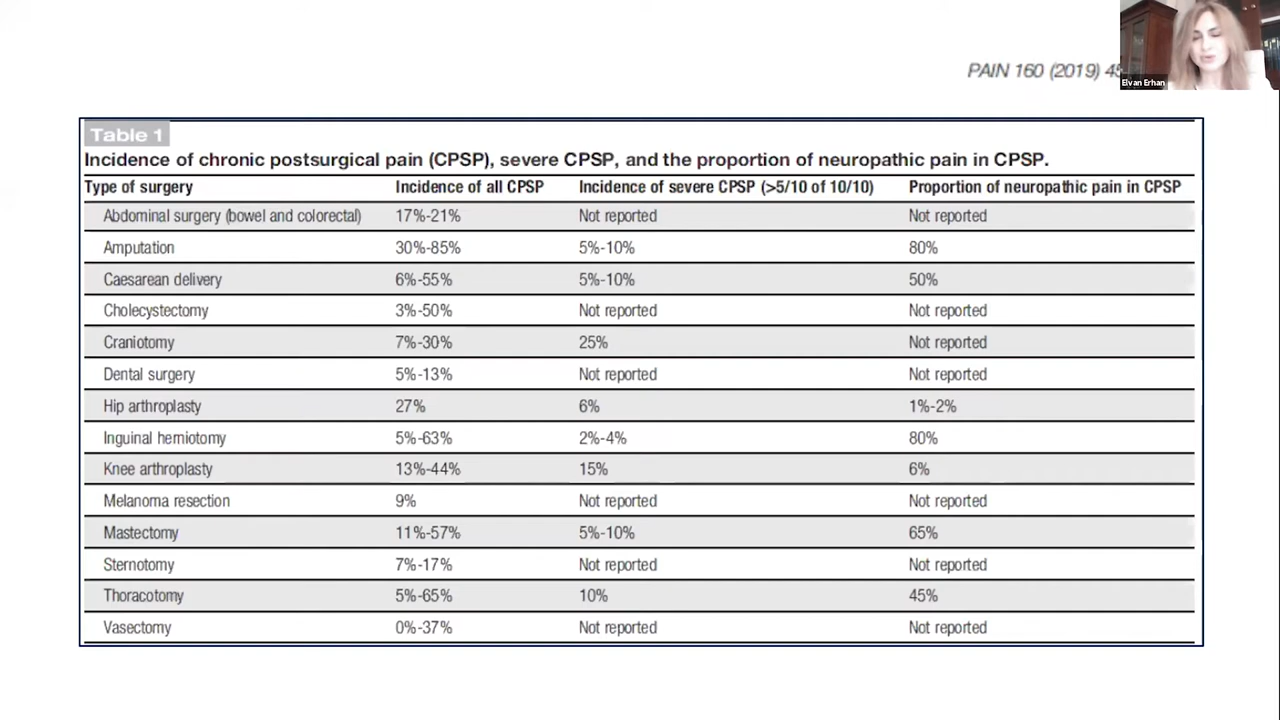 PAIN 160 (2019)
Elvan Erhan
Table 1
Incidence of chronic postsurgical pain (CPSP), severe CPSP, and the proportion of neuropathic pain in CPSP.
Type of surgery Incidence of all CPSP Incidence of severe CPSP (>5/10 of 10/10) Proportion of neuropathic pain in CPSP
Abdominal surgery (bowel and colorectal) 17%-21% Not reported Not reported
Amputation 30%-85% 5%-10% 80%
Caesarean delivery 6%-55% 5%-10% 50%
Cholecystectomy 3%-50% Not reported Not reported
Craniotomy 7%-30% 25% Not reported
Dental surgery 5%-13% Not reported Not reported
Hip arthroplasty 27% 6% 1%-2%
Inguinal herniotomy 5%-63% 2%-4% 80%
Knee arthroplasty 13%-44% 15% 6%
Melanoma resection 9% Not reported Not reported
Mastectomy 11%-57% 5%-10% 65%
Sternotomy 7%-17% Not reported Not reported
Thoracotomy 5%-65% 10% 45%
Vasectomy 0%-37% Not reported Not reported